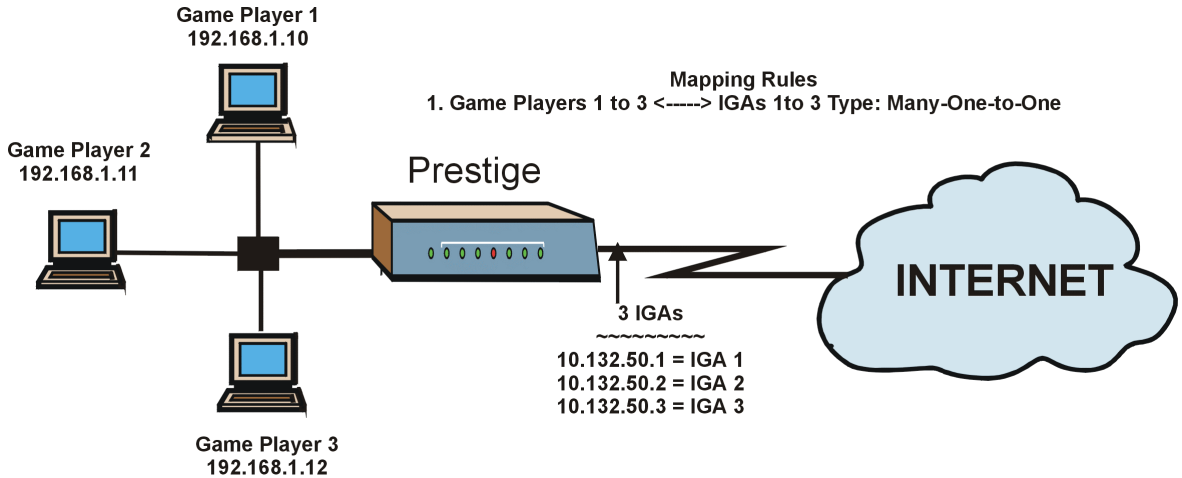 Game Player 1
192.168.1.10
Mapping Rules
1. Game Players 1 to 3 <-----> IGAs 1to 3 Type: Many-One-to-One
Game Player 2
192.168.1.11
Prestige
INTERNET
3 IGAs
~~~~~~~~~
10.132.50.1 = IGA 1
10.132.50.2 = IGA 2
10.132.50.3 = IGA 3
Game Player 3
192.168.1.12